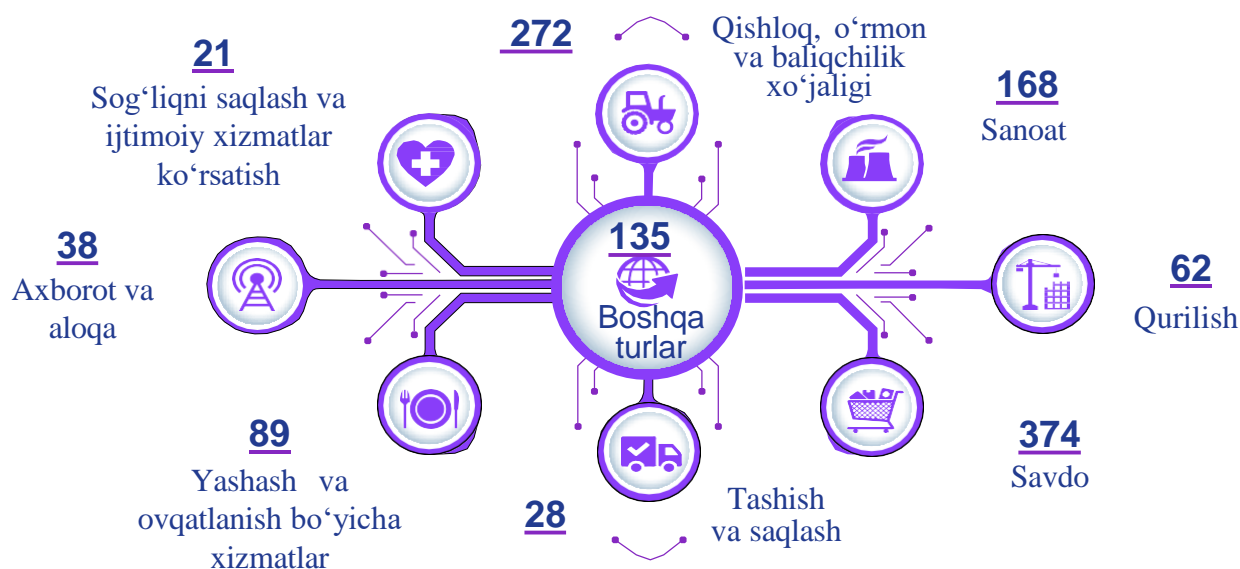 272
Qishloq, o‘rmon
va baliqchilik
xo‘jaligi
21
Sog‘liqni saqlash va
ijtimoiy xizmatlar
ko‘rsatish
168
Sanoat
38
Axborot va
aloqa
135
Boshqa
turlar
62
Qurilish
89
Yashash va
ovqatlanish bo‘yicha
xizmatlar
28
Tashish
va saqlash
374
Savdo